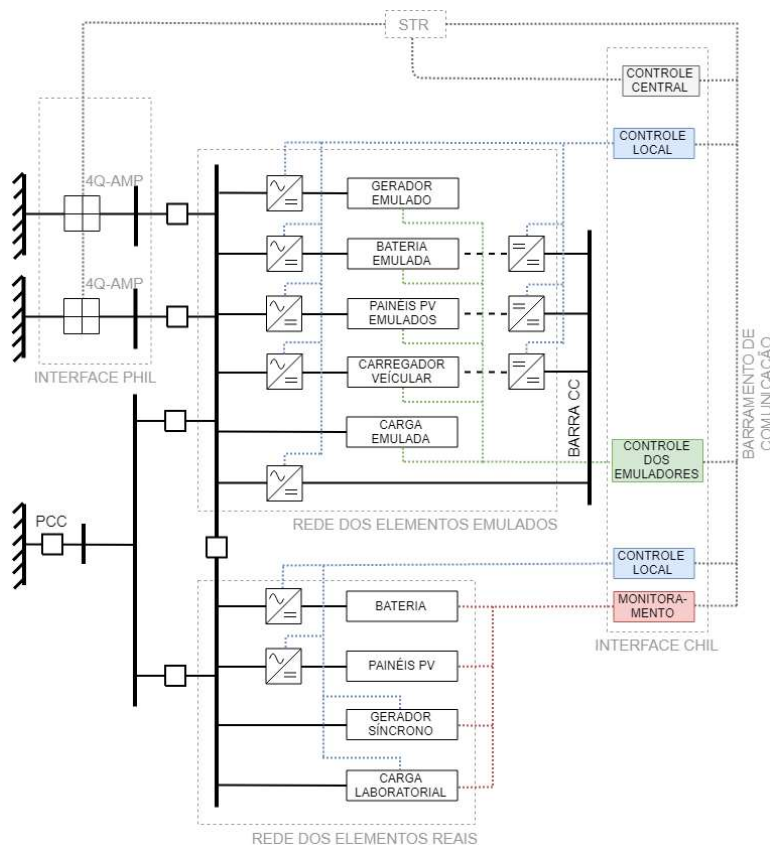 STR
CONTROLE
CENTRAL
CONTROLE
LOCAL
4Q-AMP
GERADOR
EMULADO
BATERIA
EMULADA
4Q-AMP
PAINÉIS PV
EMULADOS
INTERFACE PHIL
CARREGADOR
VEÍCULAR
CARGA
EMULADA
BARRA CC
CONTROLE
DOS
EMULADORES
BARRAMENTO DE
COMUNICAÇÃO
REDE DOS ELEMENTOS EMULADOS
PCC
CONTROLE
LOCAL
BATERIA
MONITORA-
MENTO
INTERFACE CHIL
PAINÉIS PV
GERADOR
SÍNCRONO
CARGA
LABORATORIAL
REDE DOS ELEMENTOS REAIS